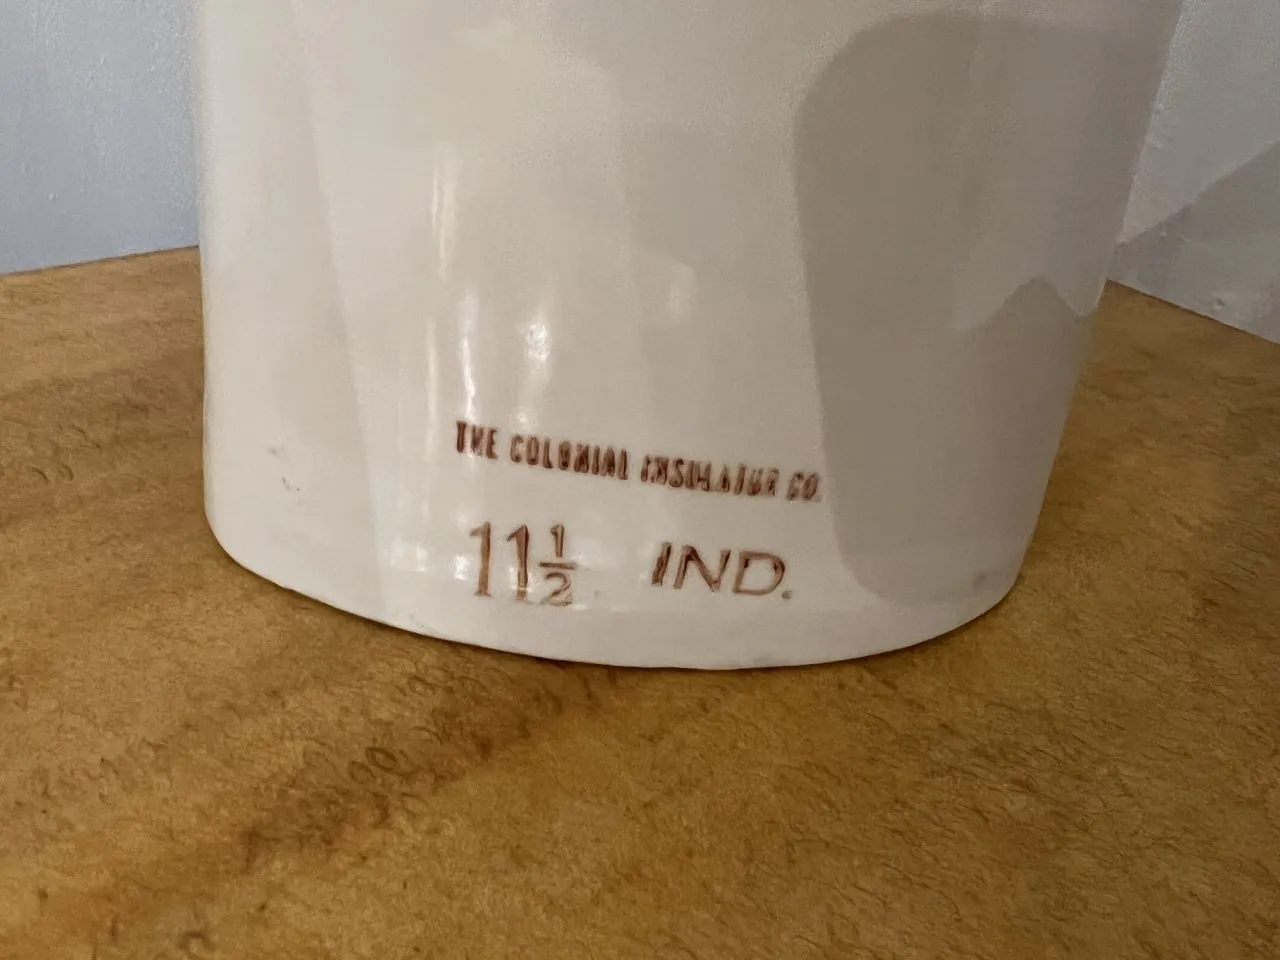 THE COLONIAL INSULATOR CO.
11½ IND.